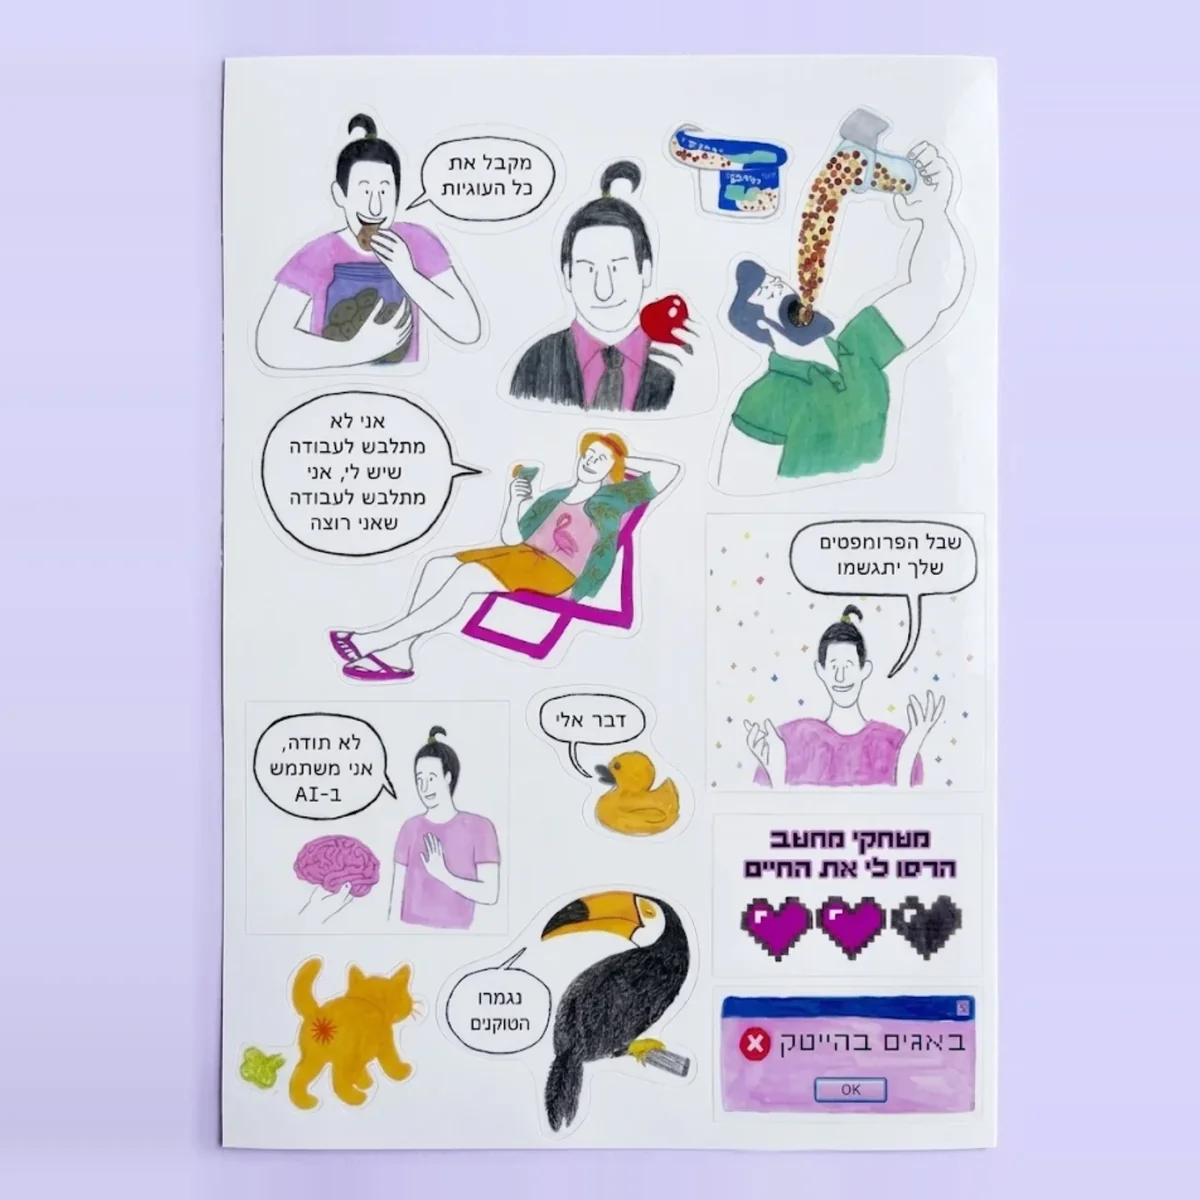 מקבל את
כל העוגיות
אני לא
מתלבש לעבודה
שיש לי, אני
מתלבש לעבודה
שאני רוצה
שבל הפרומפטים
שלך יתגשמו
לא תודה,
אני משתמש
ב-AI
דבר אלי
משחקי מחשב
הרסו לי את החיים
נגמרו
הטוקנים
באגים בהייטק
OK